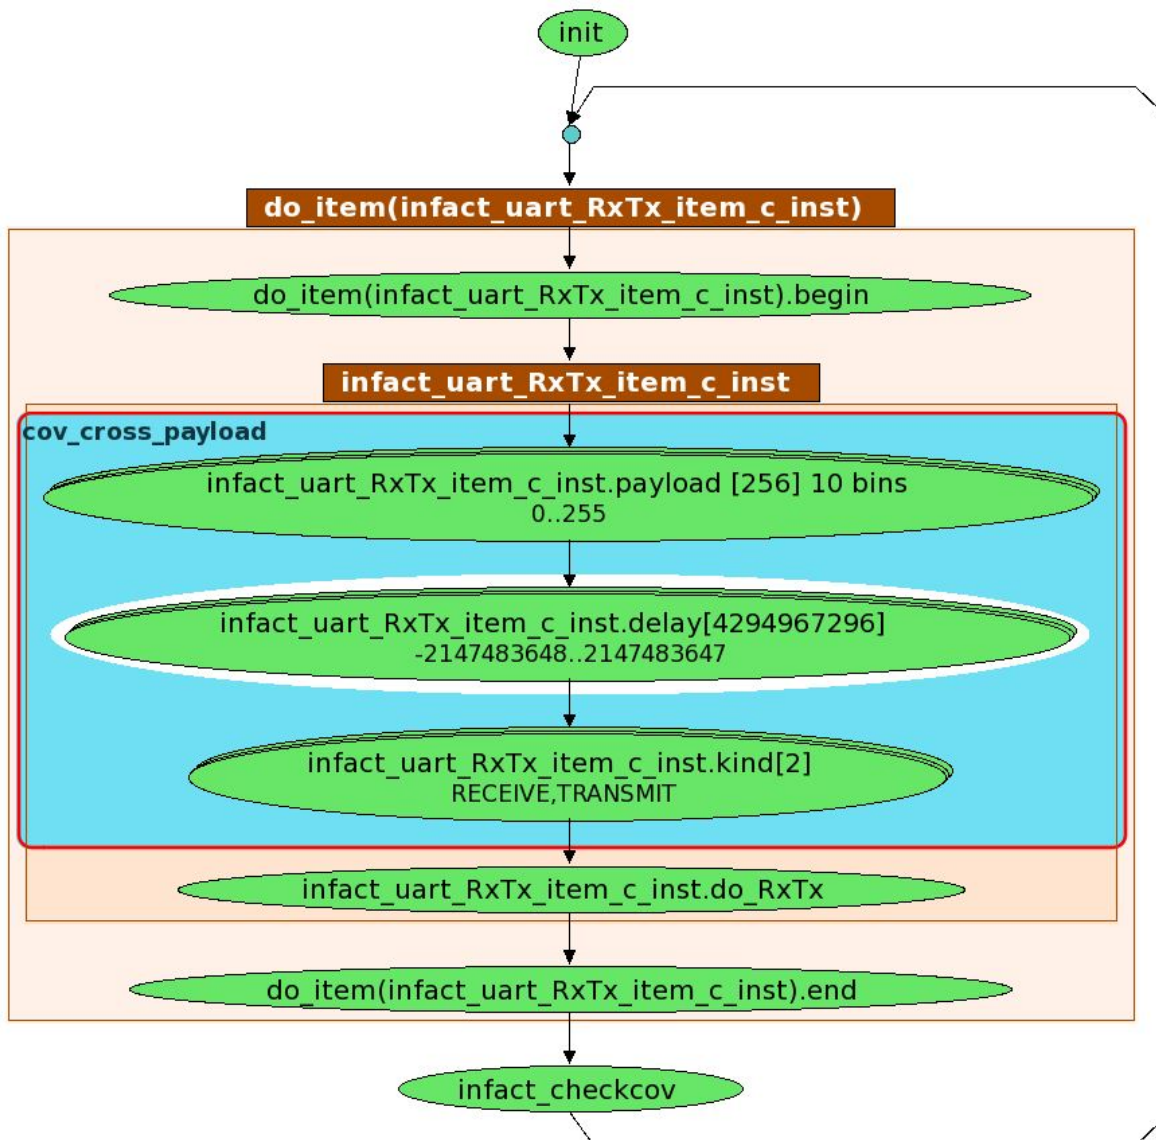 init
do_item(infact_uart_RxTx_item_c_inst)
do_item(infact_uart_RxTx_item_c_inst).begin
infact_uart_RxTx_item_c_inst
cov_cross_payload
infact_uart_RxTx_item_c_inst.payload [256] 10 bins
0..255
infact_uart_RxTx_item_c_inst.delay[4294967296]
-2147483648..2147483647
infact_uart_RxTx_item_c_inst.kind[2]
RECEIVE,TRANSMIT
infact_uart_RxTx_item_c_inst.do_RxTx
do_item(infact_uart_RxTx_item_c_inst).end
infact_checkcov